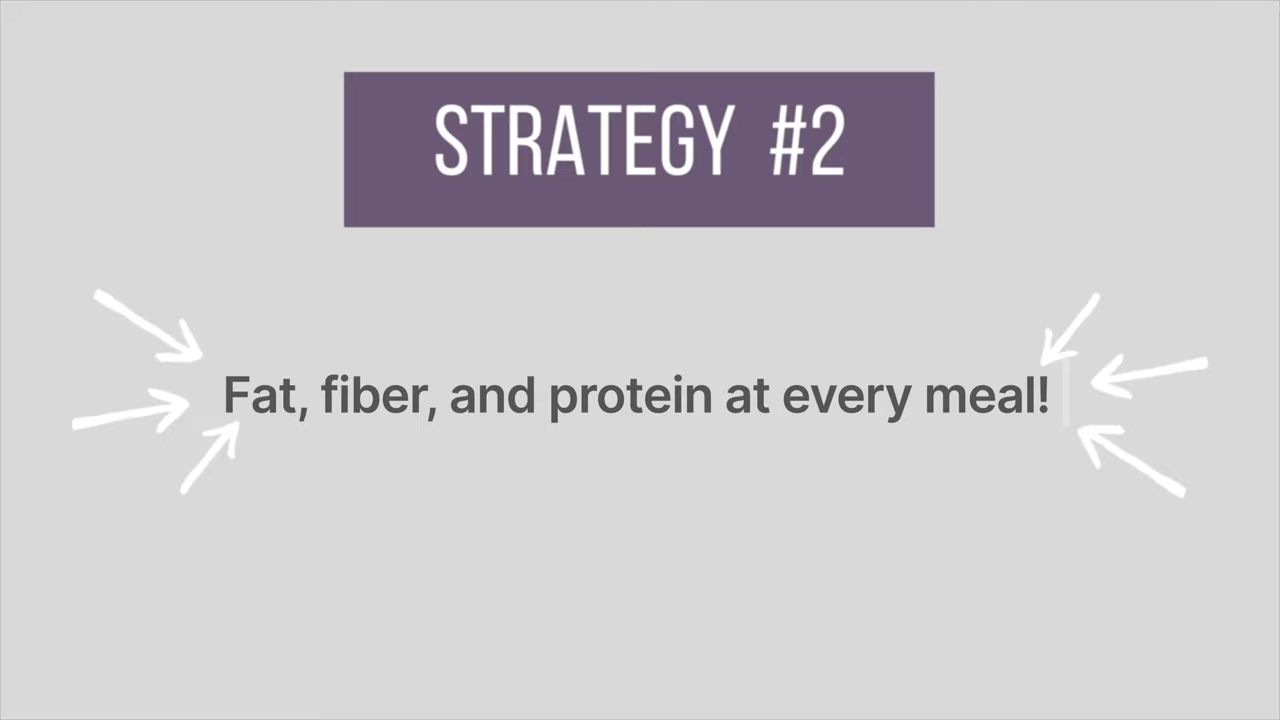 STRATEGY #2
Fat, fiber, and protein at every meal!